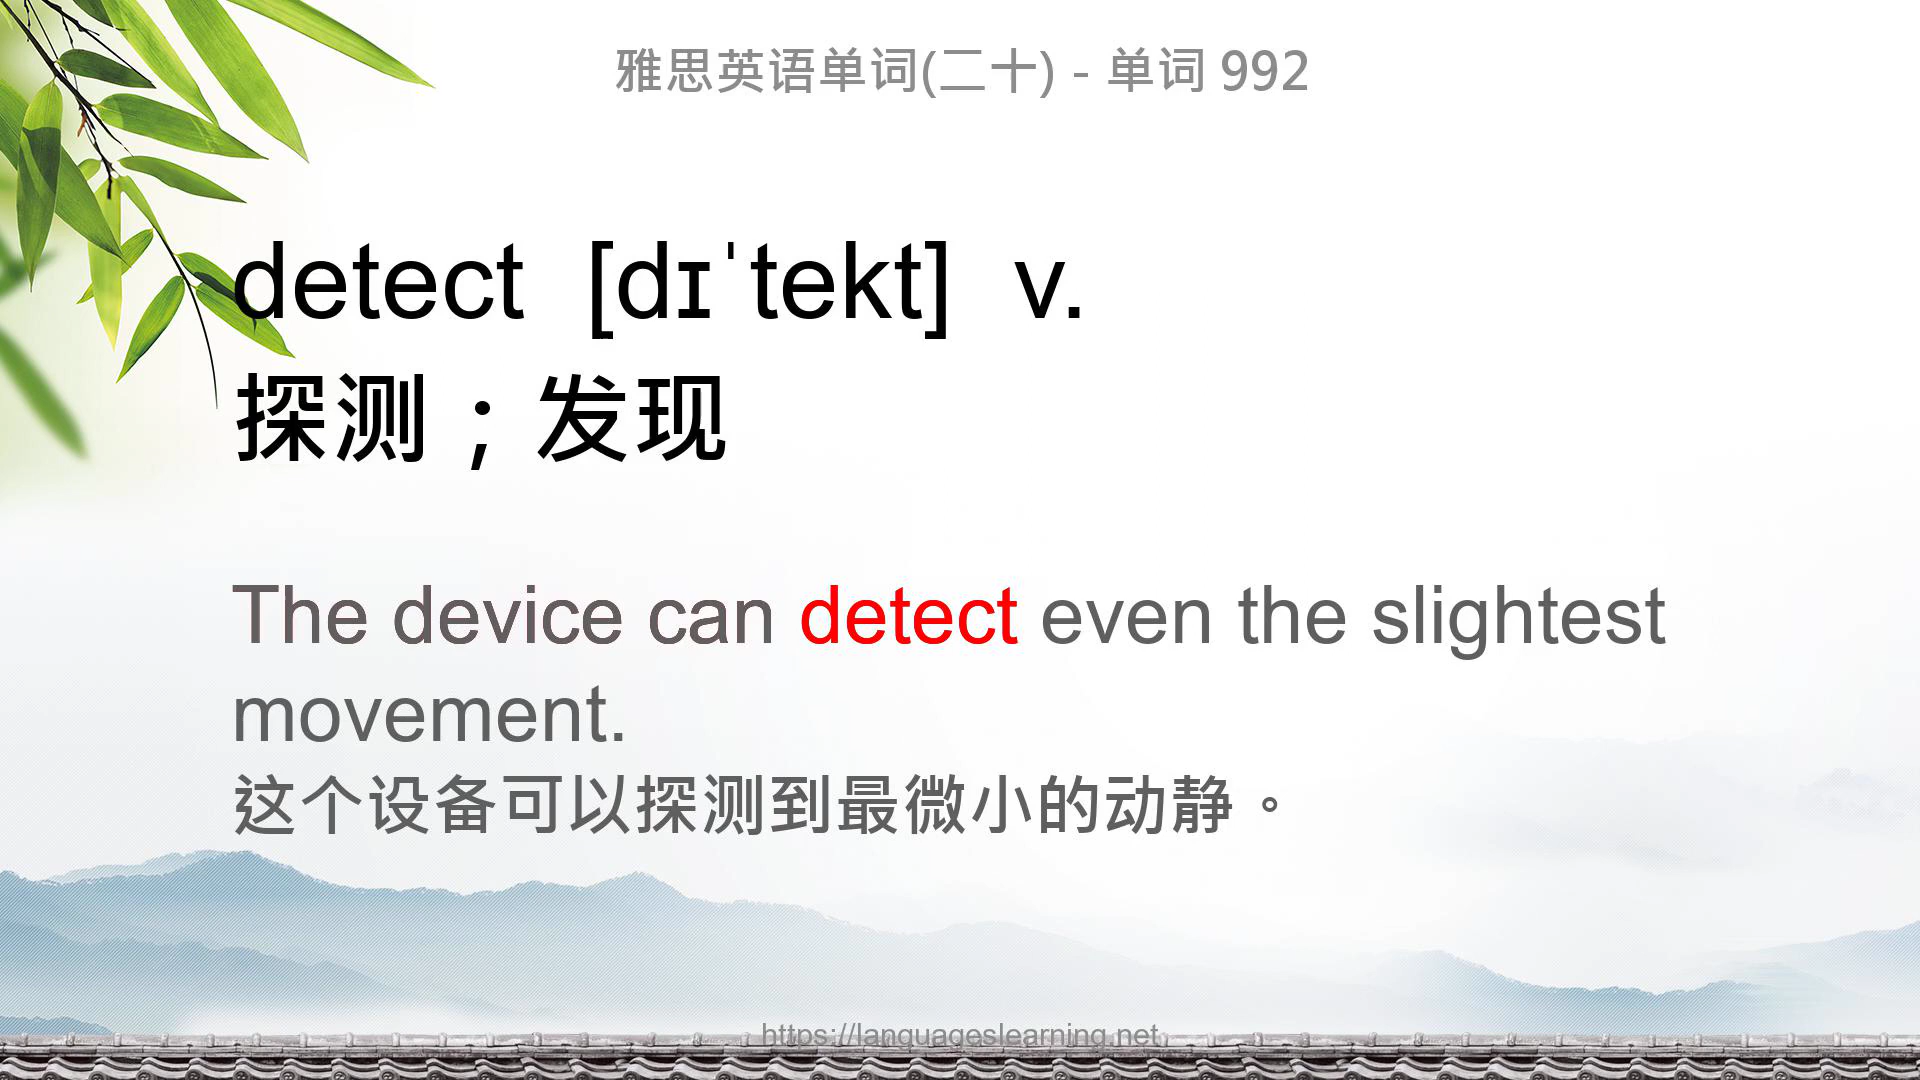 雅思英语单词(二十) - 单词 992
detect [dɪˈtekt] v.
探测；发现
The device can detect even the slightest
movement.
这个设备可以探测到最微小的动静。
https://languageslearning.net